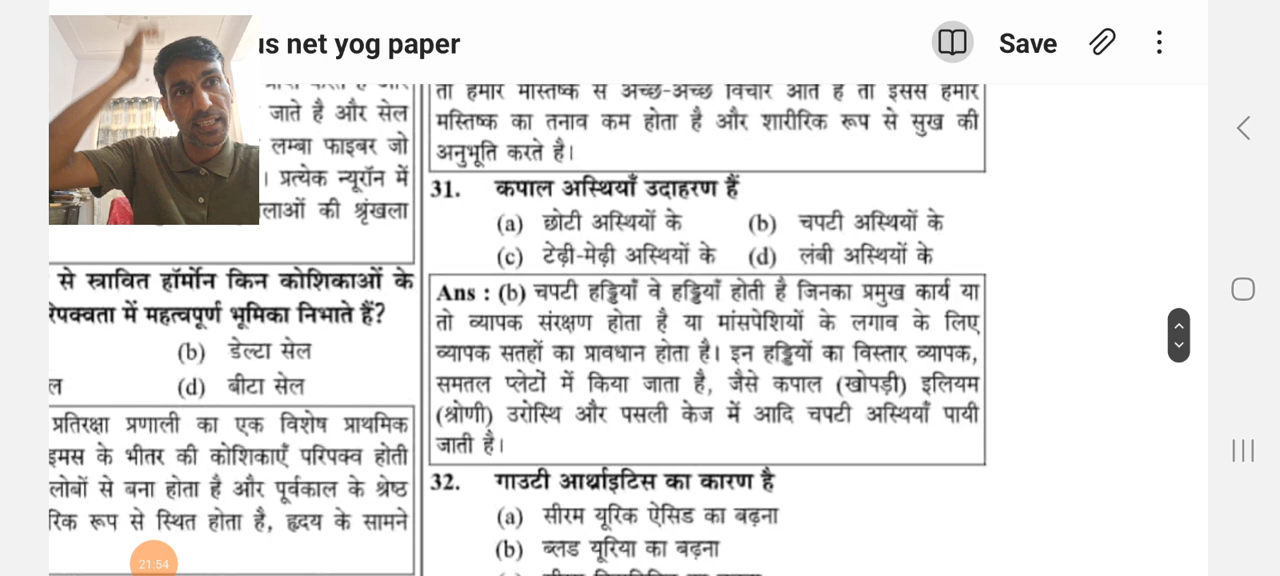 us net yog paper
Save
जाते है और सेल
लम्बा फाइबर जो
। प्रत्येक न्यूरॉन में
लाओं की श्रृंखला
से स्त्रावित हॉर्मोन किन कोशिकाओं के
रेपक्वता में महत्वपूर्ण भूमिका निभाते हैं?
(b) डेल्टा सेल
ल (d) बीटा सेल
प्रतिरक्षा प्रणाली का एक विशेष प्राथमिक
इमस के भीतर की कोशिकाएँ परिपक्व होती
लोबों से बना होता है और पूर्वकाल के श्रेष्ठ
रिक रूप से स्थित होता है, हृदय के सामने
21:54
तो हमारे मस्तिष्क से अच्छे-अच्छे विचार आते हैं तो इससे हमारे
मस्तिष्क का तनाव कम होता है और शारीरिक रूप से सुख की
अनुभूति करते है।
31. कपाल अस्थियाँ उदाहरण हैं
(a) छोटी अस्थियों के (b) चपटी अस्थियों के
(c) टेढ़ी-मेढ़ी अस्थियों के (d) लंबी अस्थियों के
Ans : (b) चपटी हड्डियाँ वे हड्डियाँ होती है जिनका प्रमुख कार्य या
तो व्यापक संरक्षण होता है या मांसपेशियों के लगाव के लिए
व्यापक सतहों का प्रावधान होता है। इन हड्डियों का विस्तार व्यापक,
समतल प्लेटों में किया जाता है, जैसे कपाल (खोपड़ी) इलियम
(श्रोणी) उरोस्थि और पसली केज में आदि चपटी अस्थियाँ पायी
जाती है।
32. गाउटी आर्थ्राइटिस का कारण है
(a) सीरम यूरिक ऐसिड का बढ़ना
(b) ब्लड यूरिया का बढ़ना